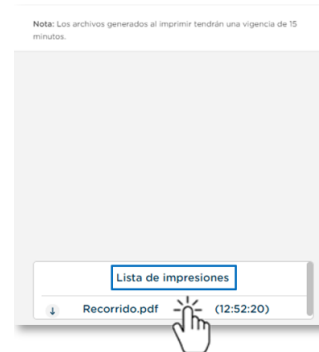 Nota: Los archivos generados al imprimir tendrán una vigencia de 15
minutos.
Lista de impresiones
Recorrido.pdf (12:52:20)